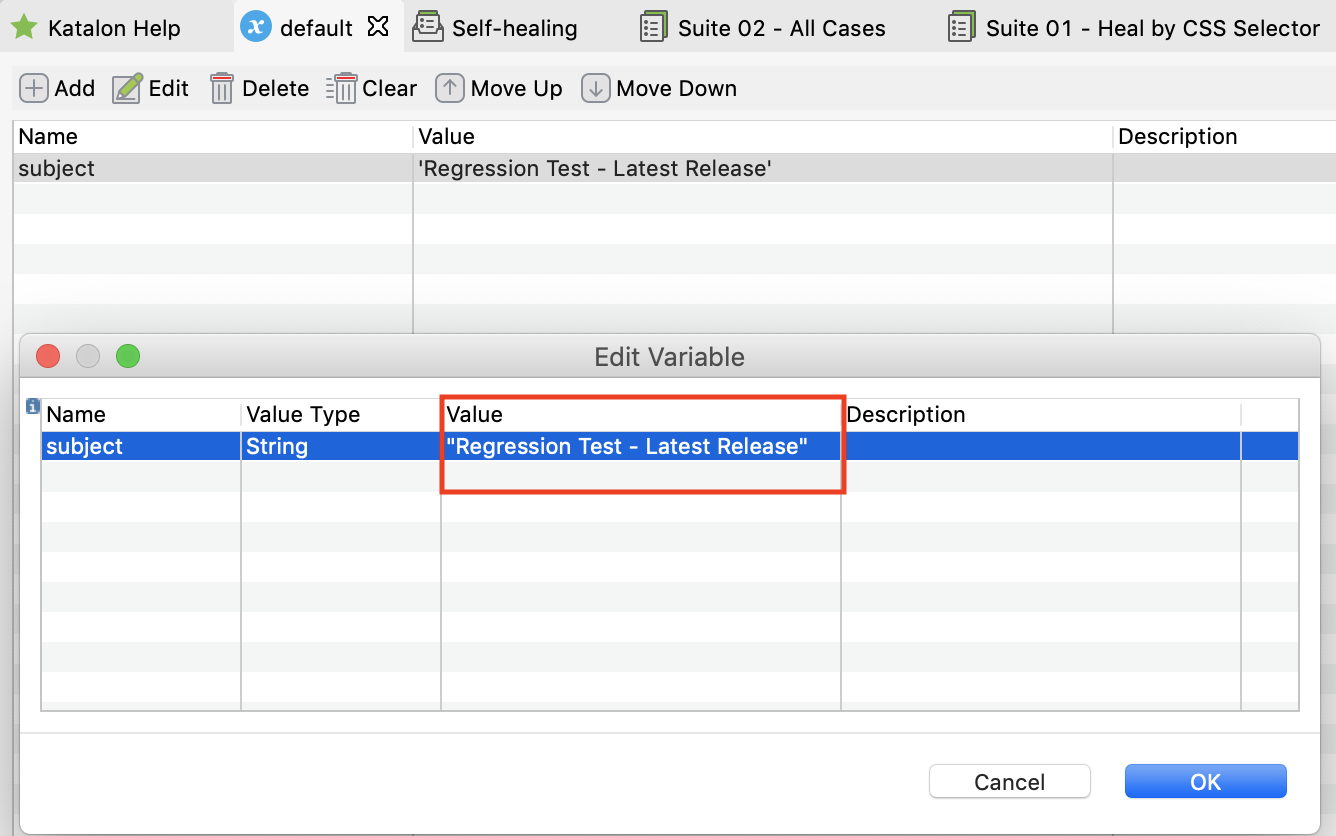 Katalon Help default Self-healing Suite 02 - All Cases Suite 01 - Heal by CSS Selector
Add Edit Delete Clear Move Up Move Down
Name Value Description
subject 'Regression Test - Latest Release'
Edit Variable
Name Value Type Value Description
subject String "Regression Test - Latest Release"
Cancel OK